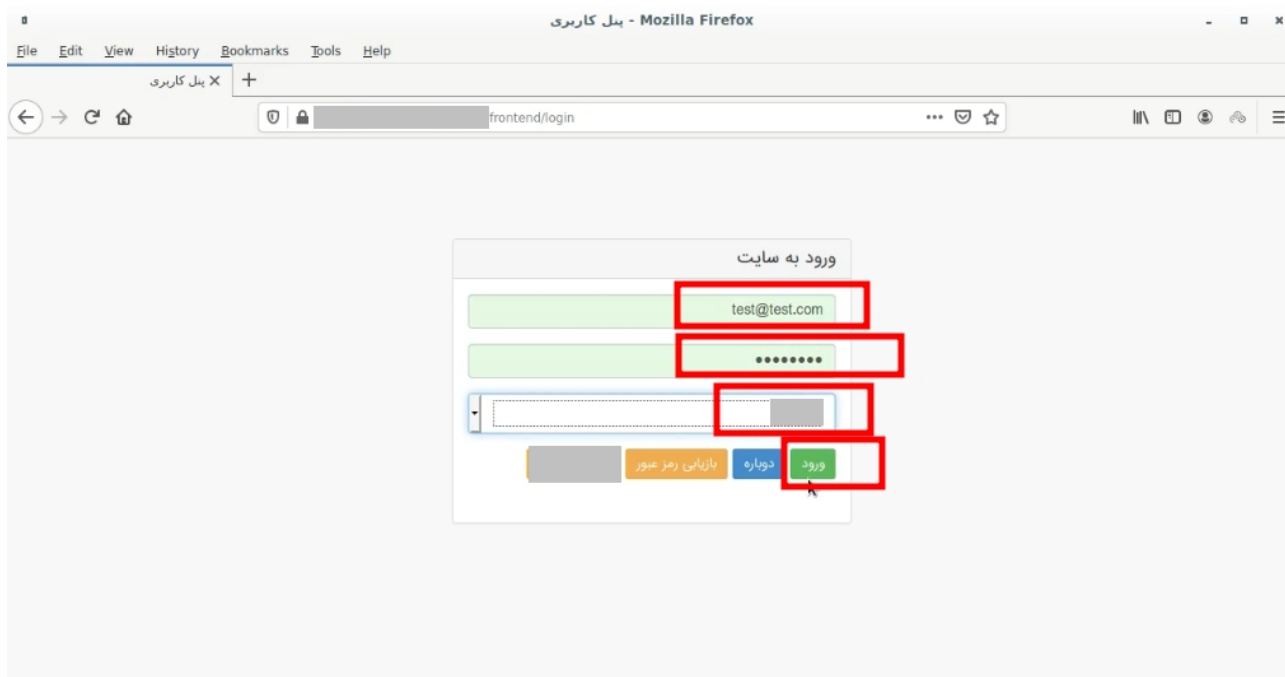 پنل کاربری - Mozilla Firefox
File Edit View History Bookmarks Tools Help
پنل کاربری
frontend/login
ورود به سایت
test@test.com
••••••••
ورود دوباره بازیابی رمز عبور